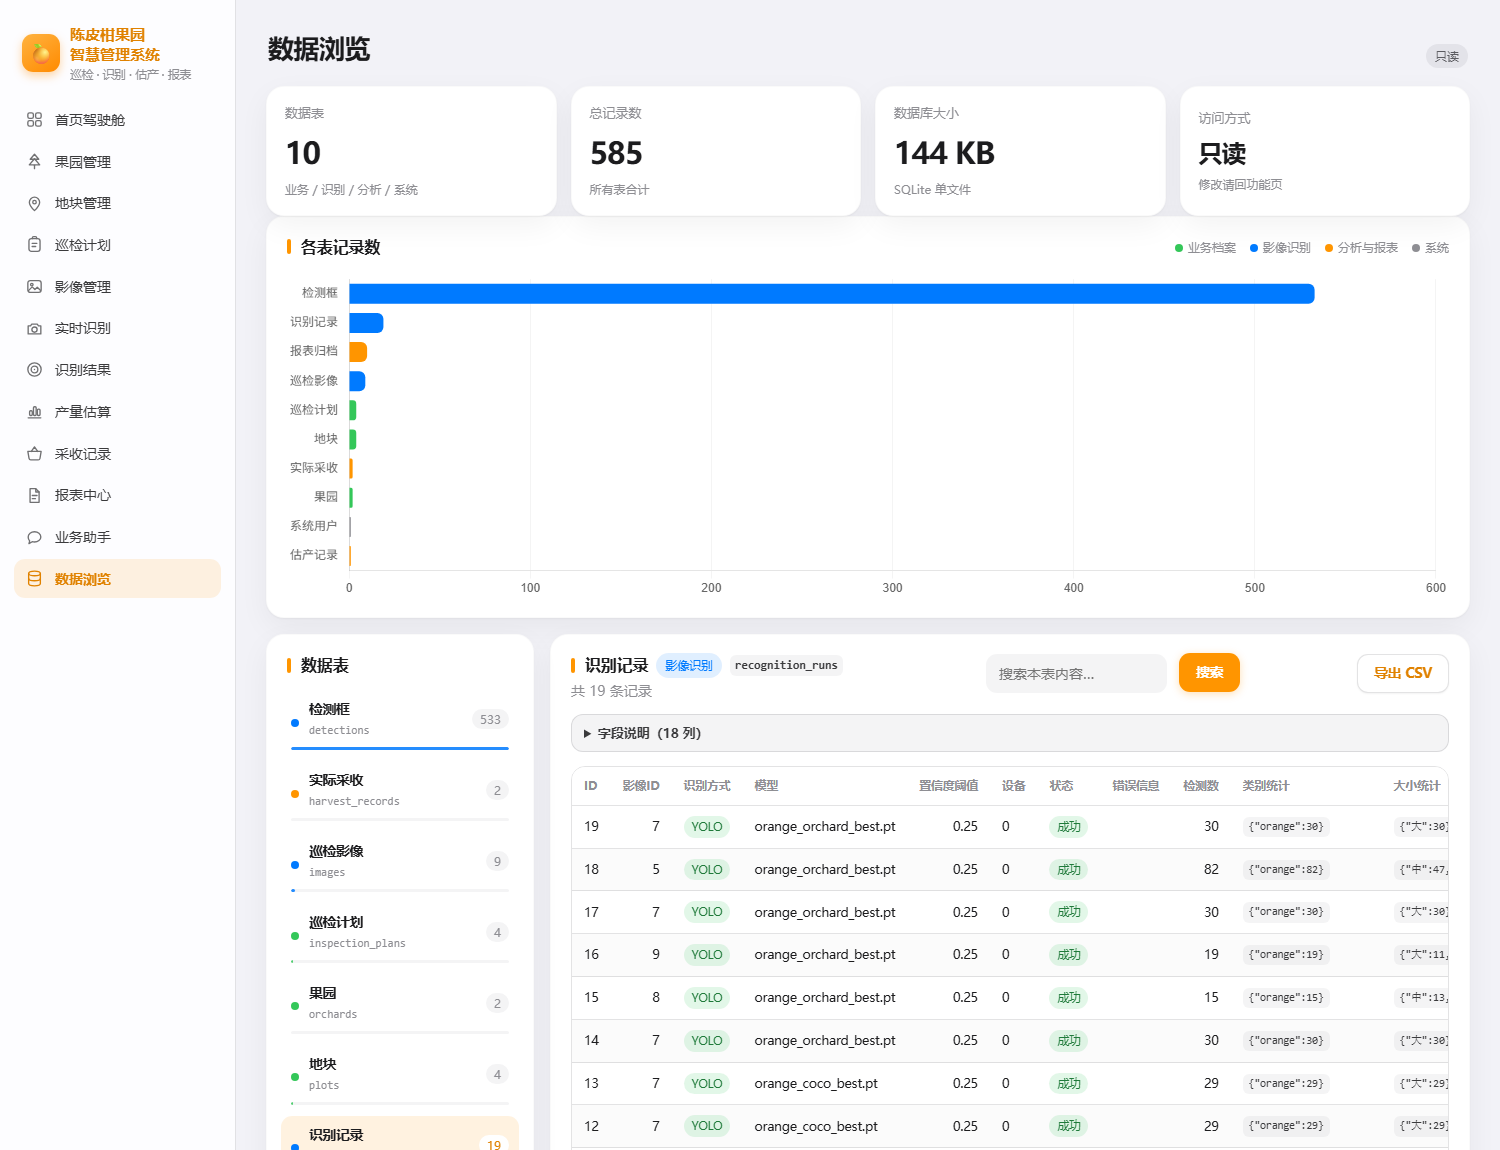 陈皮柑果园
智慧管理系统
巡检 · 识别 · 估产 · 报表
首页驾驶舱
果园管理
地块管理
巡检计划
影像管理
实时识别
识别结果
产量估算
采收记录
报表中心
业务助手
数据浏览
数据浏览
只读
数据表
10
业务 / 识别 / 分析 / 系统
总记录数
585
所有表合计
数据库大小
144 KB
SQLite 单文件
访问方式
只读
修改请回功能页
各表记录数
业务档案 影像识别 分析与报表 系统
检测框
识别记录
报表归档
巡检影像
巡检计划
地块
实际采收
果园
系统用户
估产记录
0 100 200 300 400 500 600
数据表
检测框
detections
533
实际采收
harvest_records
2
巡检影像
images
9
巡检计划
inspection_plans
4
果园
orchards
2
地块
plots
4
识别记录
19
识别记录 影像识别 recognition_runs
共 19 条记录
搜索本表内容...
搜索
导出 CSV
▶ 字段说明（18 列）
ID 影像ID 识别方式 模型 置信度阈值 设备 状态 错误信息 检测数 类别统计 大小统计
19 7 YOLO orange_orchard_best.pt 0.25 0 成功 30 {"orange":30} {"大":30}
18 5 YOLO orange_orchard_best.pt 0.25 0 成功 82 {"orange":82} {"中":47,
17 7 YOLO orange_orchard_best.pt 0.25 0 成功 30 {"orange":30} {"大":30}
16 9 YOLO orange_orchard_best.pt 0.25 0 成功 19 {"orange":19} {"大":11,
15 8 YOLO orange_orchard_best.pt 0.25 0 成功 15 {"orange":15} {"中":13,
14 7 YOLO orange_orchard_best.pt 0.25 0 成功 30 {"orange":30} {"大":30}
13 7 YOLO orange_coco_best.pt 0.25 0 成功 29 {"orange":29} {"大":29}
12 7 YOLO orange_coco_best.pt 0.25 0 成功 29 {"orange":29} {"大":29}